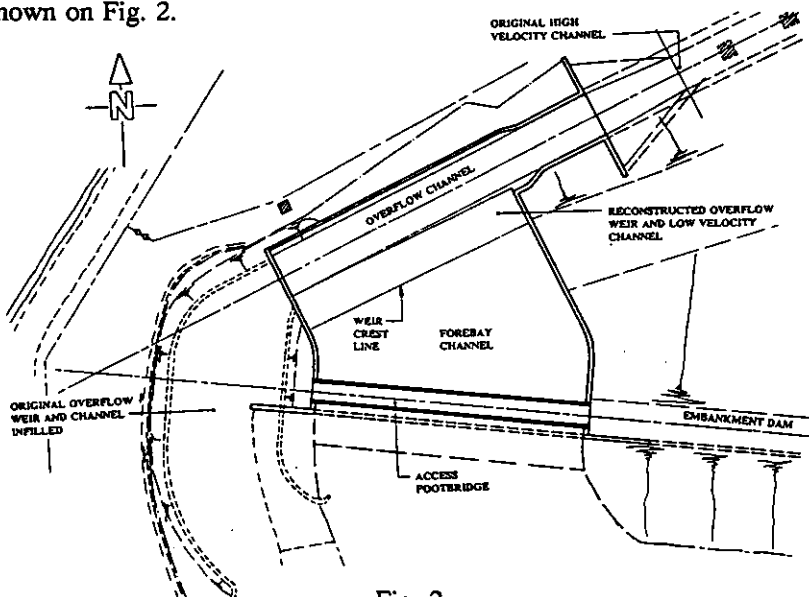 hown on Fig. 2.
ORIGINAL HIGH
VELOCITY CHANNEL
N
OVERFLOW CHANNEL
RECONSTRUCTED OVERFLOW
WEIR AND LOW VELOCITY
CHANNEL
WEIR
CREST
LINE
FOREBAY
CHANNEL
ORIGINAL OVERFLOW
WEIR AND CHANNEL
INFILLED
EMBANKMENT DAM
ACCESS
FOOTBRIDGE
Fig. 2